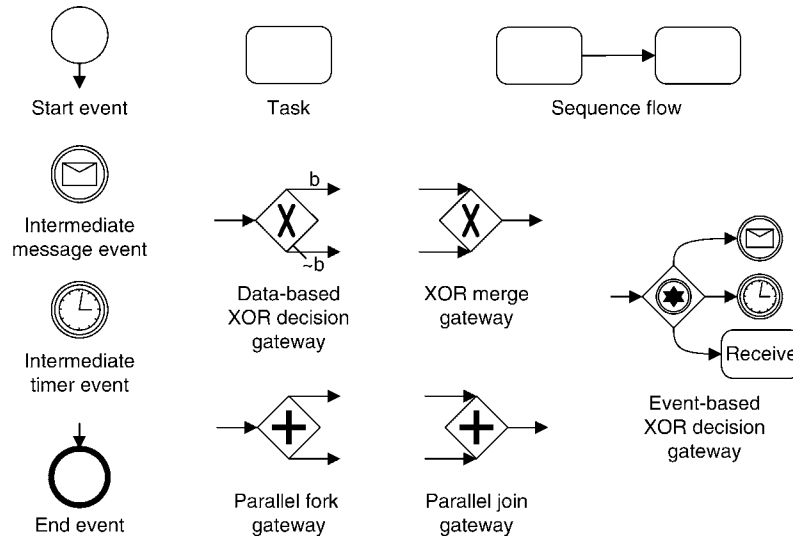 Start event
Task
Sequence flow
b
~b
Intermediate
message event
Data-based
XOR decision
gateway
XOR merge
gateway
Intermediate
timer event
Receive
Event-based
XOR decision
gateway
End event
Parallel fork
gateway
Parallel join
gateway